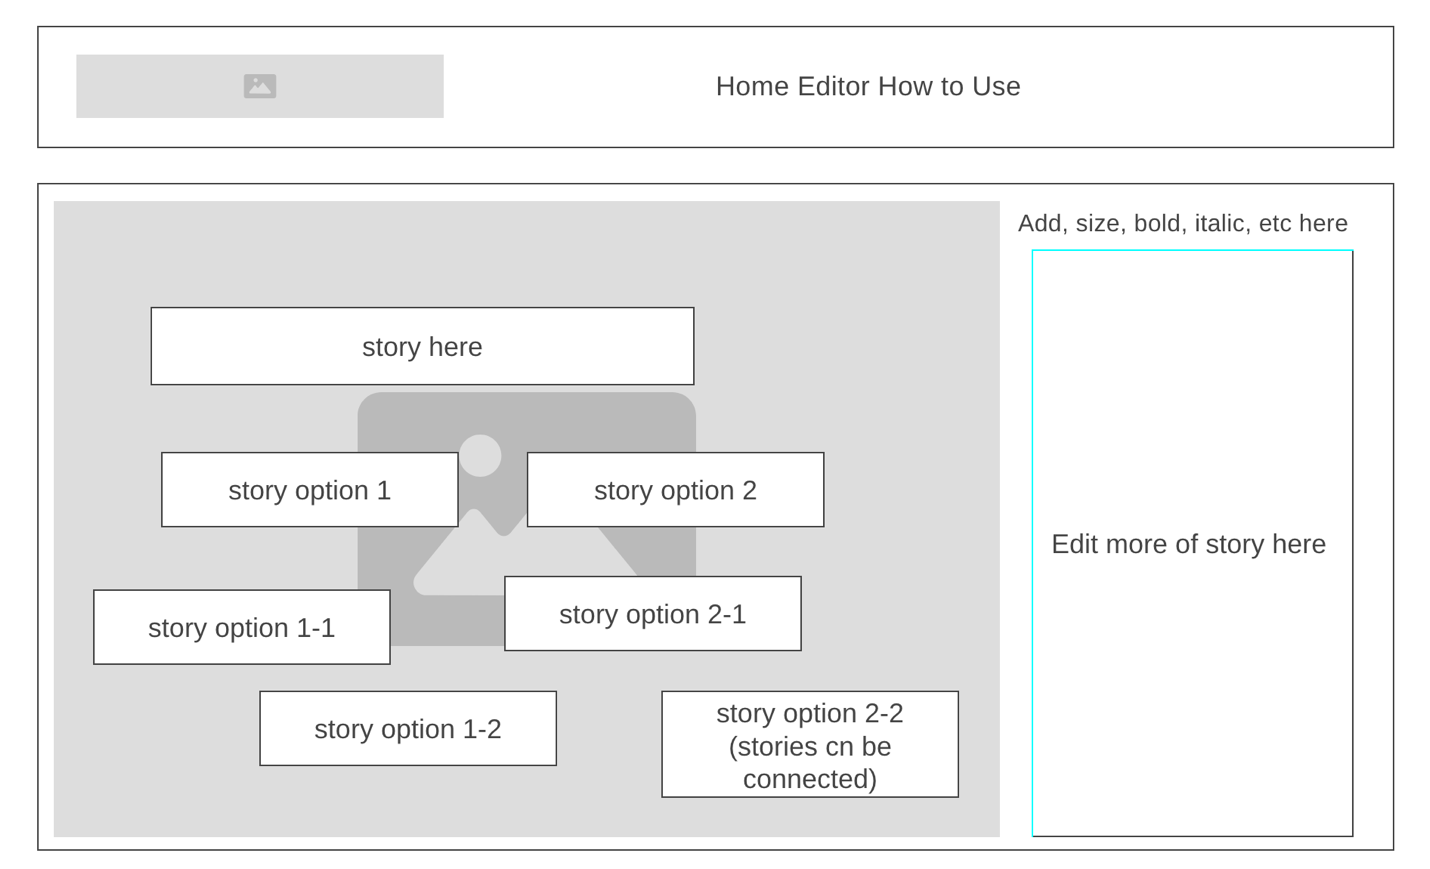 Home Editor How to Use
Add, size, bold, italic, etc here
story here
story option 1
story option 2
Edit more of story here
story option 1-1
story option 2-1
story option 1-2
story option 2-2
(stories cn be
connected)